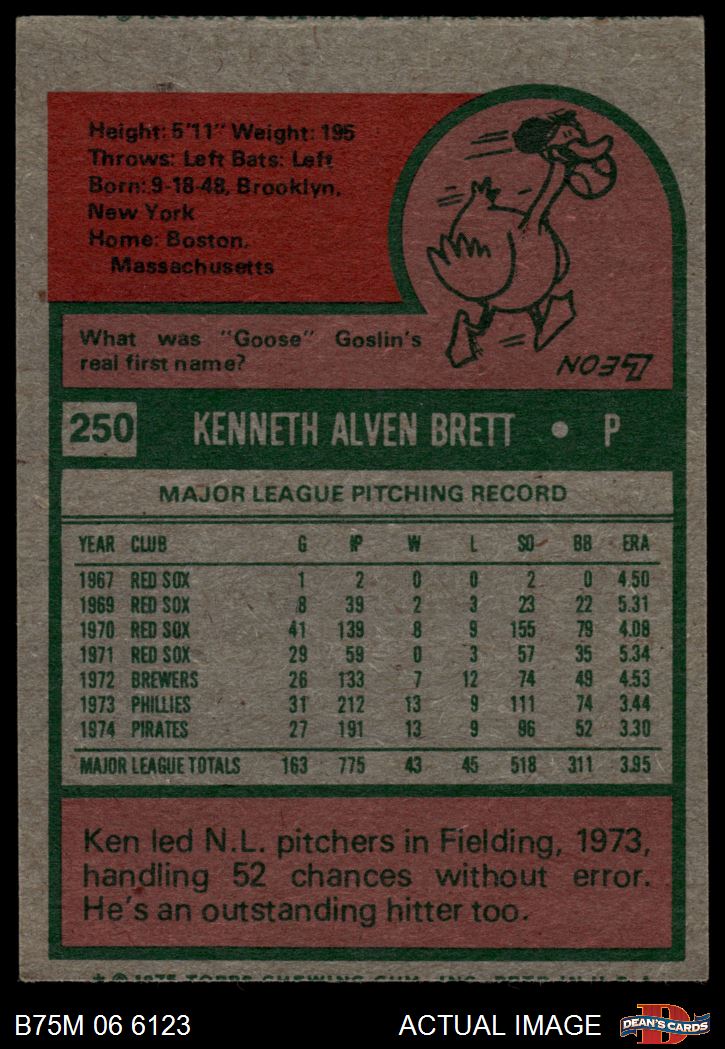 Height: 5'11" Weight: 195
Throws: Left Bats: Left
Born: 9-18-48, Brooklyn,
New York
Home: Boston,
Massachusetts
What was "Goose" Goslin's
real first name?
LEON
250 KENNETH ALVEN BRETT • P
MAJOR LEAGUE PITCHING RECORD
YEAR CLUB G IP W L SO BB ERA
1967 RED SOX 1 2 0 0 2 0 4.50
1969 RED SOX 8 39 2 3 23 22 5.31
1970 RED SOX 41 139 8 9 155 79 4.08
1971 RED SOX 29 59 0 3 57 35 5.34
1972 BREWERS 26 133 7 12 74 49 4.53
1973 PHILLIES 31 212 13 9 111 74 3.44
1974 PIRATES 27 191 13 9 96 52 3.30
MAJOR LEAGUE TOTALS 163 775 43 45 518 311 3.95
Ken led N.L. pitchers in Fielding, 1973,
handling 52 chances without error.
He's an outstanding hitter too.
* © 1975 TOPPS CHEWING GUM, INC. PRTD. IN U.S.A.
B75M 06 6123 ACTUAL IMAGE
DEAN'S CARDS